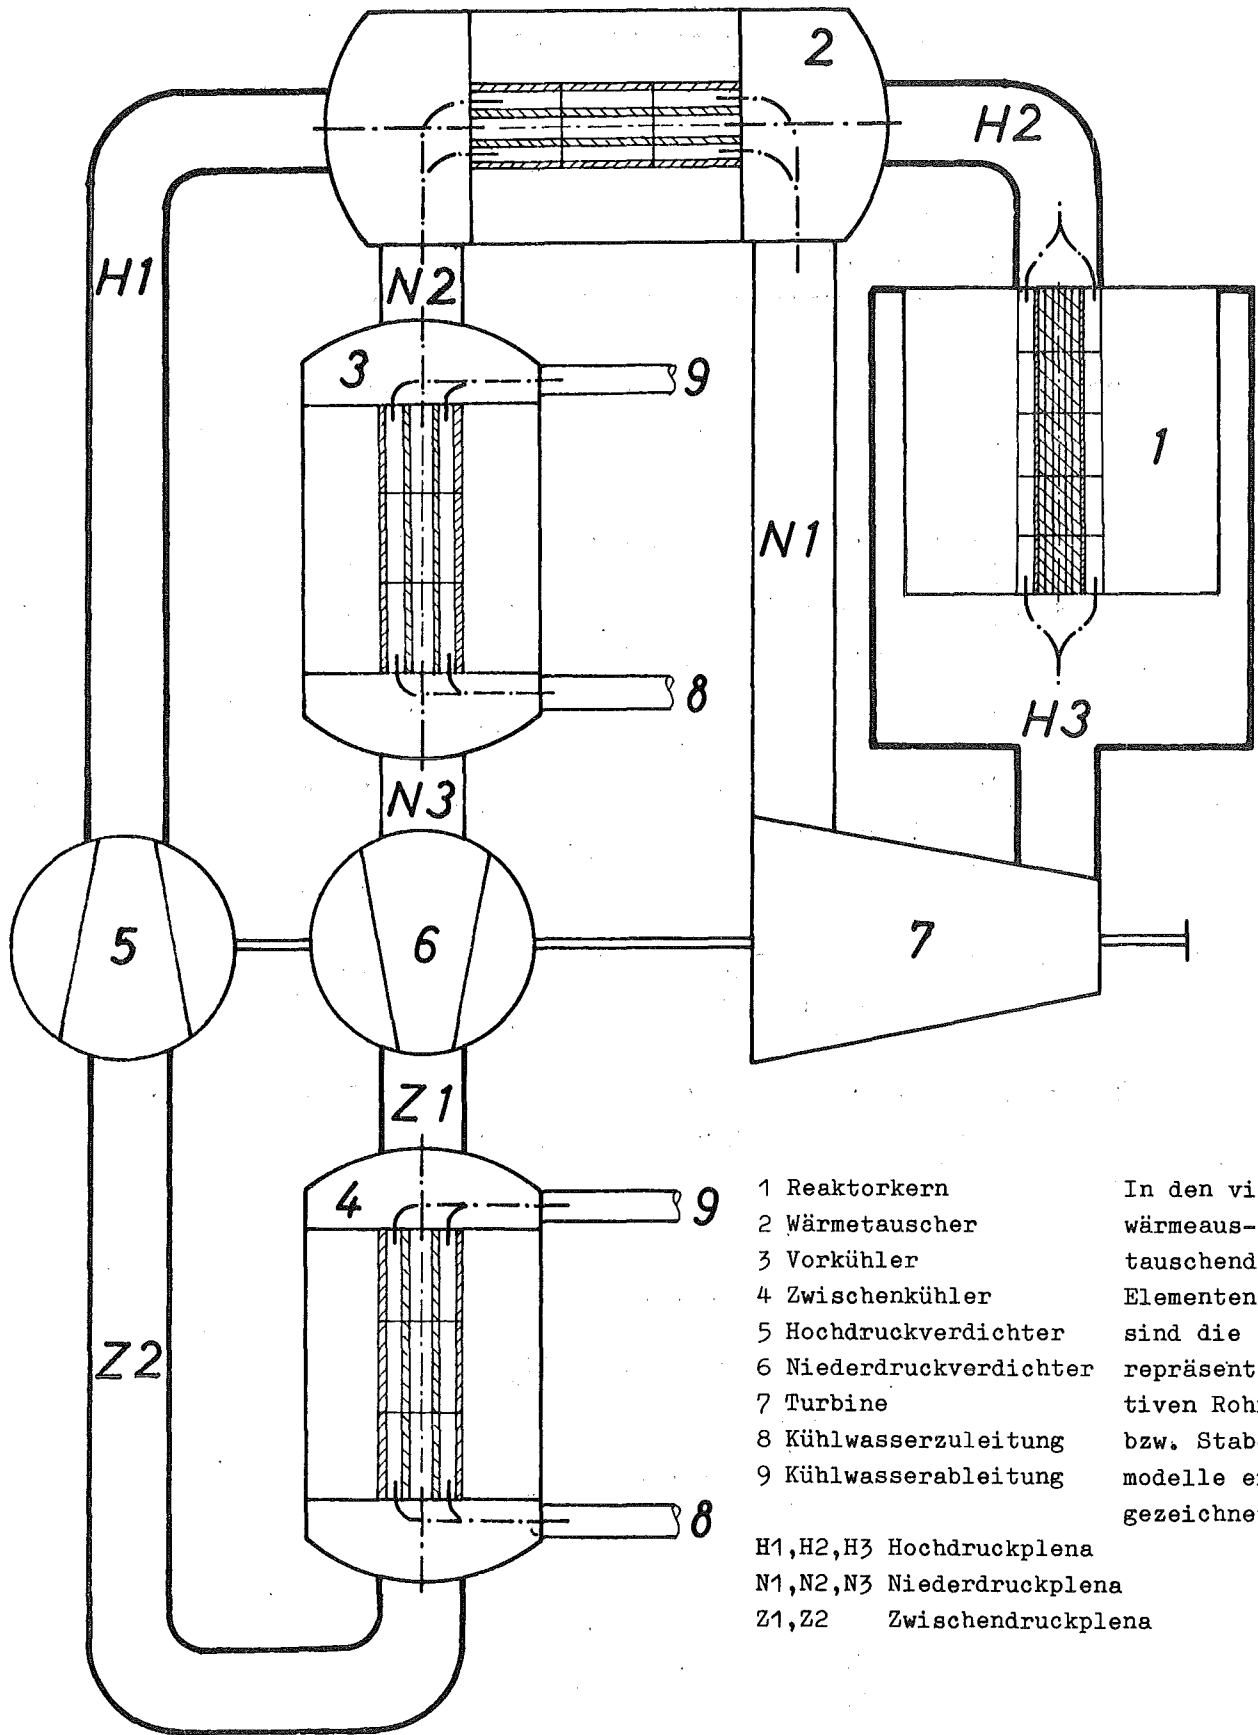 2
H2
H1
N2
3
9
1
N1
8
H3
N3
5
6
7
Z1
4
9
Z2
8
1 Reaktorkern
2 Wärmetauscher
3 Vorkühler
4 Zwischenkühler
5 Hochdruckverdichter
6 Niederdruckverdichter
7 Turbine
8 Kühlwasserzuleitung
9 Kühlwasserableitung
H1,H2,H3 Hochdruckplena
N1,N2,N3 Niederdruckplena
Z1,Z2 Zwischendruckplena
In den
wärmeaus-
tauschend
Elementen
sind die
repräsent
tiven
bzw. Stab
modelle
gezeichne